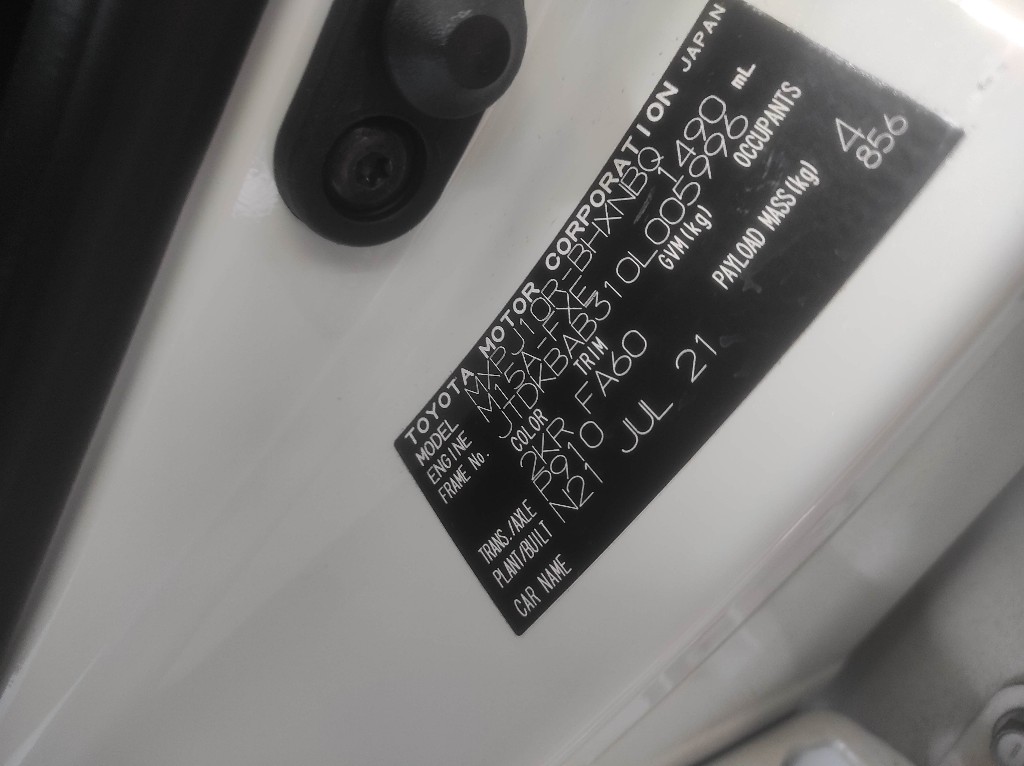 TOYOTA MOTOR CORPORATION JAPAN
MODEL MXPJ10R-BHXNBQ
ENGINE M15A-FXE 1490 mL
FRAME No. JTDKBAB310L005990
COLOR TRIM GVM(kg) OCCUPANTS 4
2KR FA60 PAYLOAD MASS(kg) 856
TRANS./AXLE P910
PLANT/BUILT N21 JUL 21
CAR NAME